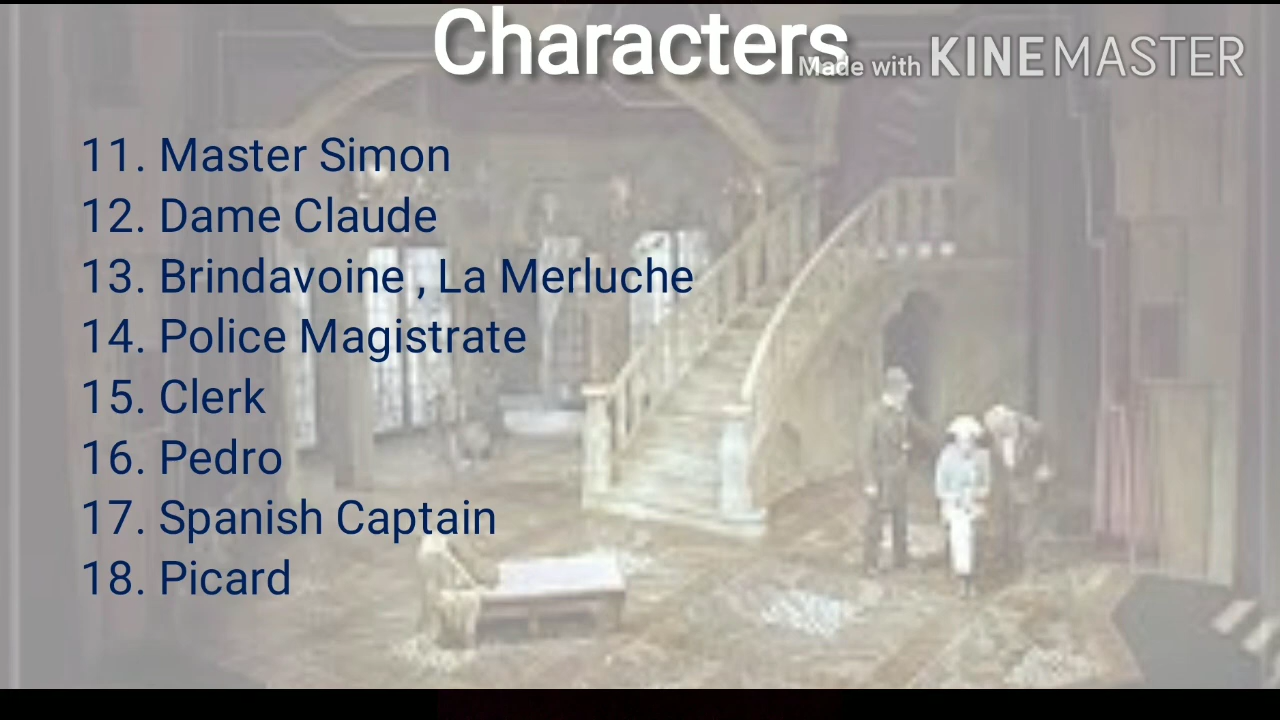 Characters
Made with KINEMASTER
11. Master Simon
12. Dame Claude
13. Brindavoine , La Merluche
14. Police Magistrate
15. Clerk
16. Pedro
17. Spanish Captain
18. Picard